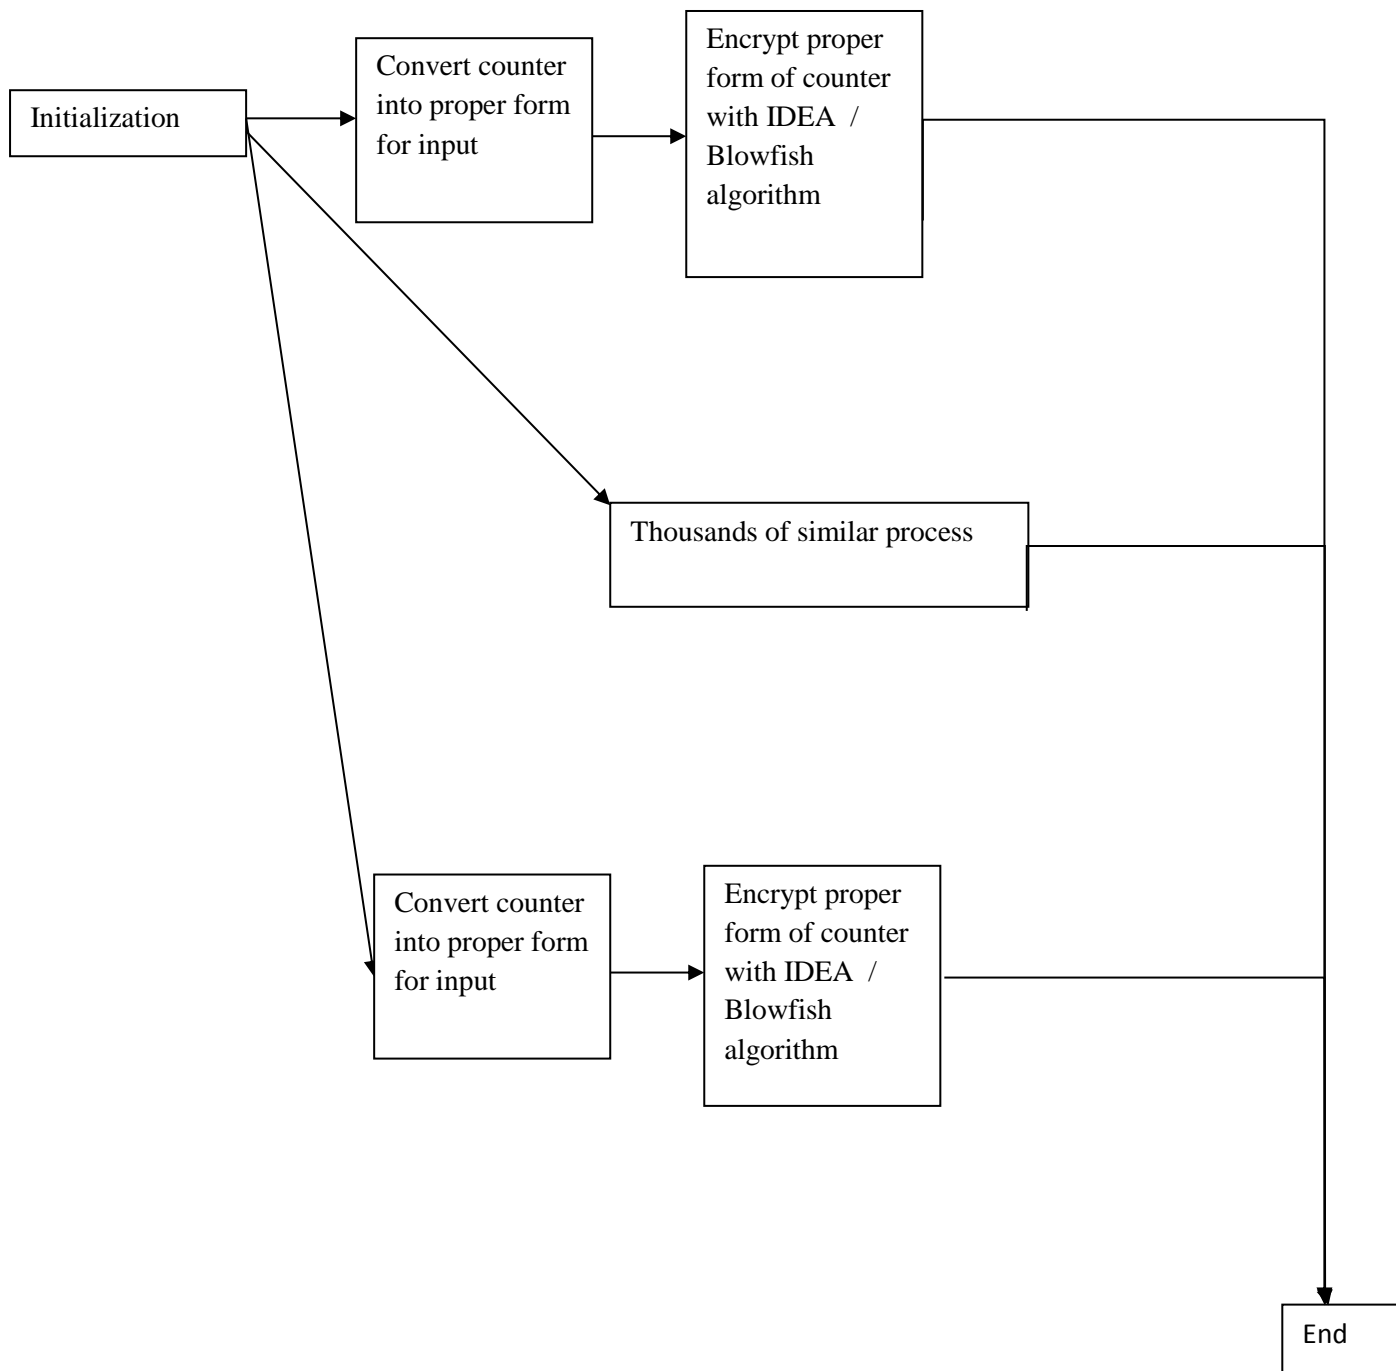 Initialization
Convert counter
into proper form
for input
Encrypt proper
form of counter
with IDEA  /
Blowfish
algorithm
Thousands of similar process
Convert counter
into proper form
for input
Encrypt proper
form of counter
with IDEA  /
Blowfish
algorithm
End